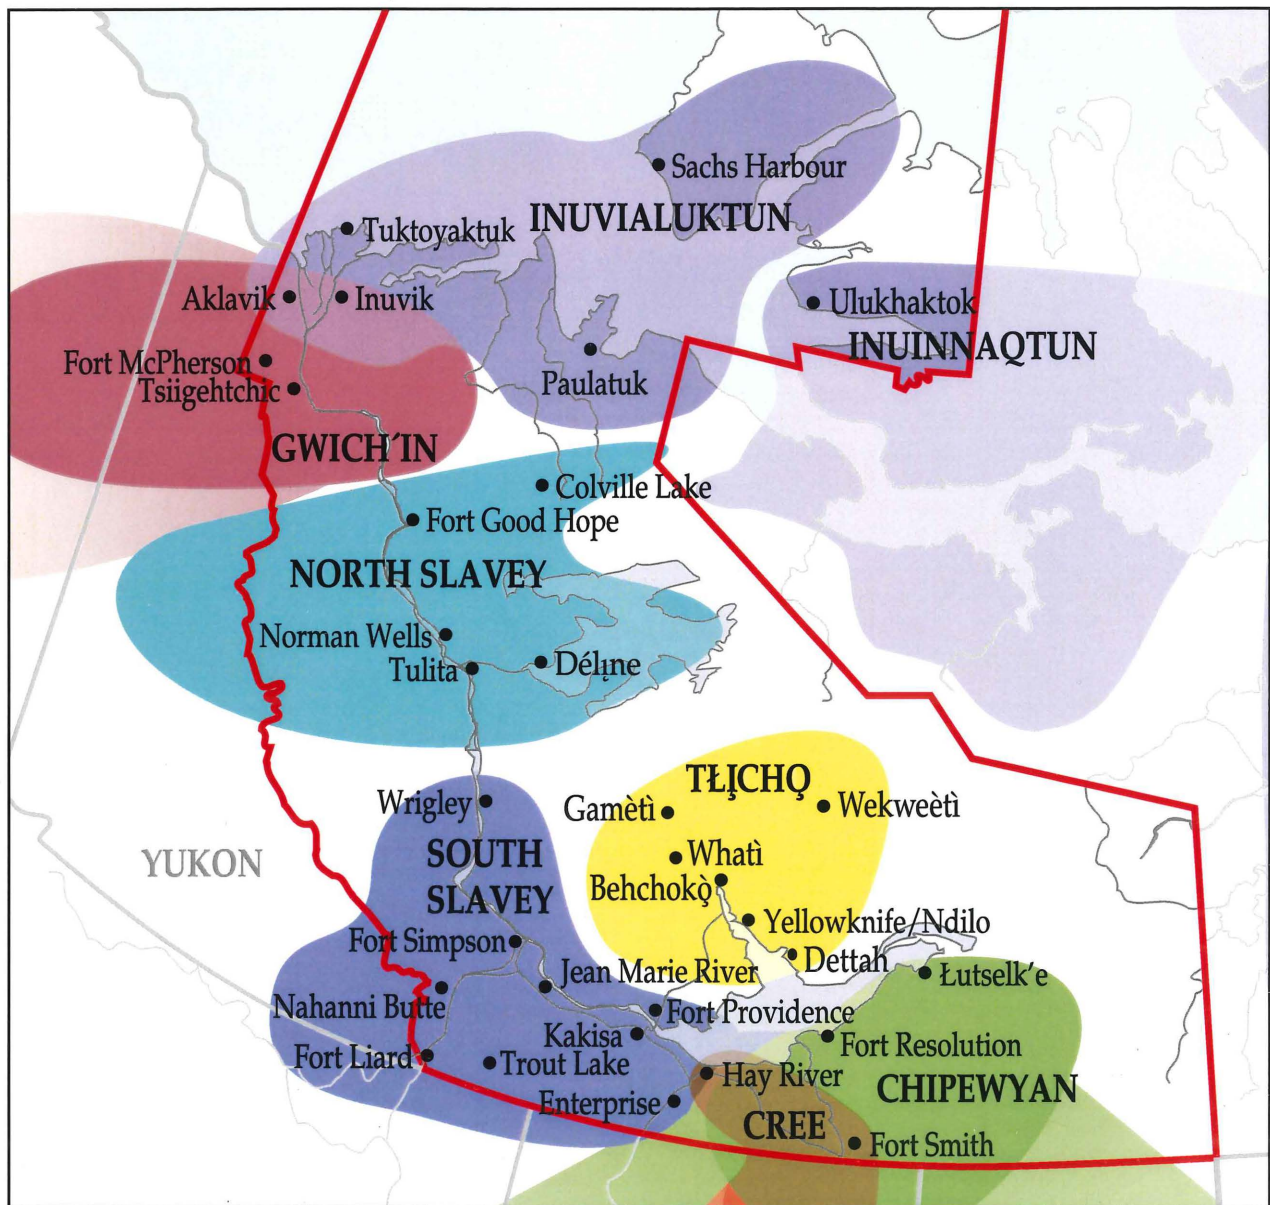 Sachs Harbour
INUVIALUKTUN
Tuktoyaktuk
Aklavik
Inuvik
Ulukhaktok
INUINNAQTUN
Fort McPherson
Tsiigehtchic
Paulatuk
GWICH´IN
Colville Lake
Fort Good Hope
NORTH SLAVEY
Norman Wells
Tulita
Délı̨ne
TŁĮCHǪ
Wrigley
Gamètì
Wekweètì
YUKON
SOUTH
SLAVEY
Whatì
Behchokǫ̀
Yellowknife/Ndilo
Fort Simpson
Dettah
Jean Marie River
Łutselk´e
Nahanni Butte
Fort Providence
Kakisa
Fort Resolution
Fort Liard
Trout Lake
Hay River
CHIPEWYAN
Enterprise
CREE
Fort Smith